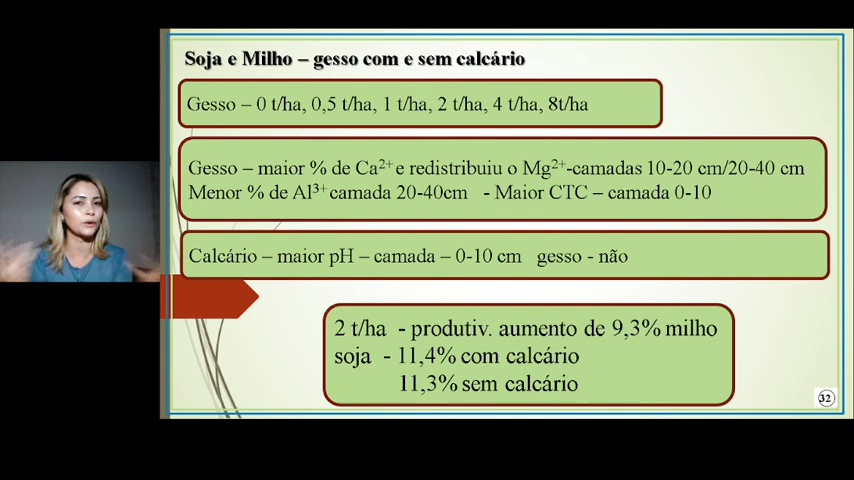 Soja e Milho – gesso com e sem calcário
Gesso – 0 t/ha, 0,5 t/ha, 1 t/ha, 2 t/ha, 4 t/ha, 8t/ha
Gesso – maior % de Ca²⁺ e redistribuiu o Mg²⁺-camadas 10-20 cm/20-40 cm
Menor % de Al³⁺ camada 20-40cm - Maior CTC – camada 0-10
Calcário – maior pH – camada – 0-10 cm gesso - não
2 t/ha - produtiv. aumento de 9,3% milho
soja - 11,4% com calcário
11,3% sem calcário
32